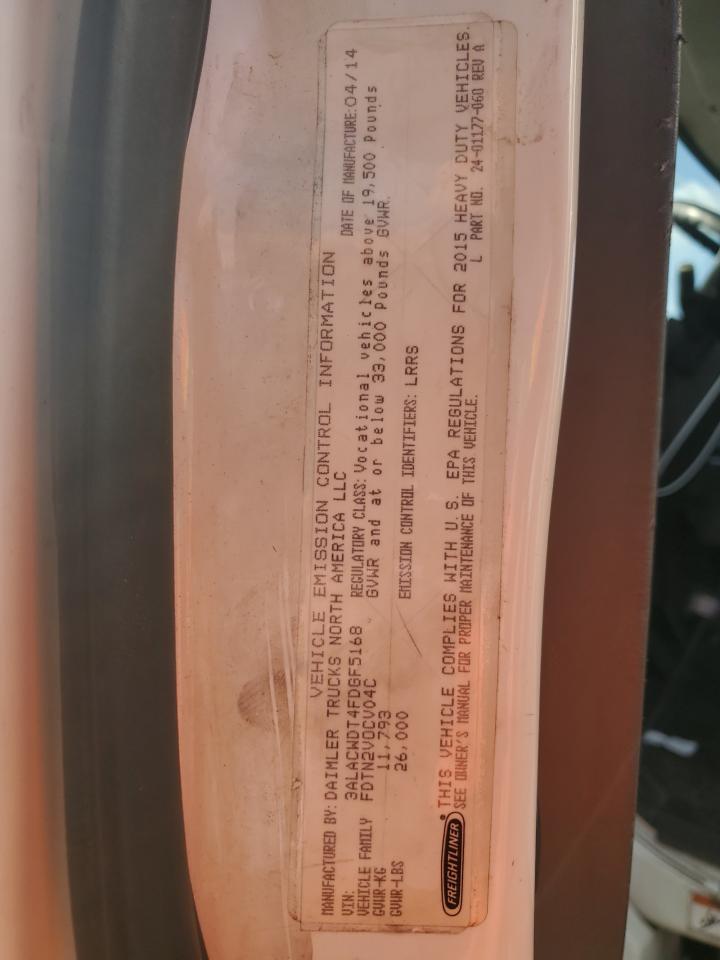 VEHICLE EMISSION CONTROL INFORMATION
MANUFACTURED BY: DAIMLER TRUCKS NORTH AMERICA LLC DATE OF MANUFACTURE: 04/14
VIN: 3ALACWDT4FDGF5168 REGULATORY CLASS: Vocational vehicles above 19,500 Pounds
VEHICLE FAMILY FDTN2VOCV04C GVWR and at or below 33,000 Pounds GVWR.
GVWR-KG 11,793
GVWR-LBS 26,000 EMISSION CONTROL IDENTIFIERS: LRRS
FREIGHTLINER ® THIS VEHICLE COMPLIES WITH U.S. EPA REGULATIONS FOR 2015 HEAVY DUTY VEHICLES.
SEE OWNER'S MANUAL FOR PROPER MAINTENANCE OF THIS VEHICLE. L PART NO. 24-01177-060 REV A